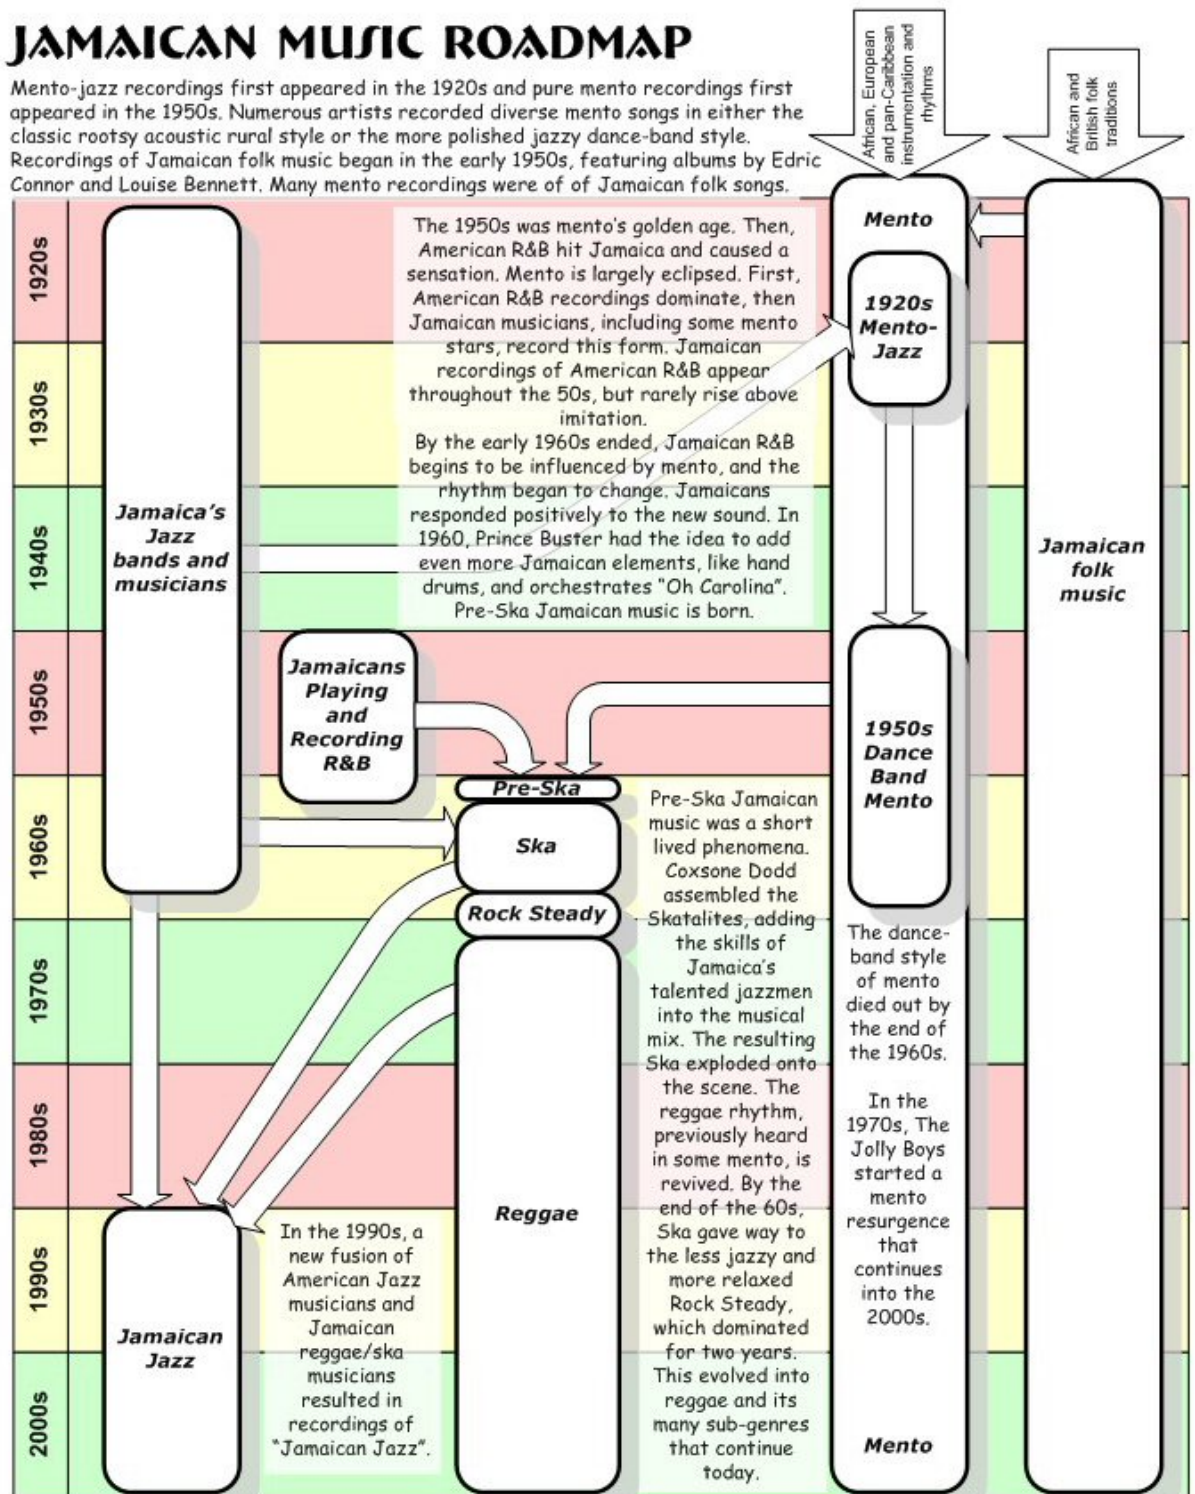 JAMAICAN MUSIC ROADMAP
Mento-jazz recordings first appeared in the 1920s and pure mento recordings first
appeared in the 1950s. Numerous artists recorded diverse mento songs in either the
classic rootsy acoustic rural style or the more polished jazzy dance-band style.
Recordings of Jamaican folk music began in the early 1950s, featuring albums by Edric
Connor and Louise Bennett. Many mento recordings were of of Jamaican folk songs.
African, European
and pan-Caribbean
instrumentation and
rhythms
African and
British folk
traditions
1920s
1930s
1940s
1950s
1960s
1970s
1980s
1990s
2000s
Jamaica's
Jazz
bands and
musicians
The 1950s was mento's golden age. Then,
American R&B hit Jamaica and caused a
sensation. Mento is largely eclipsed. First,
American R&B recordings dominate, then
Jamaican musicians, including some mento
stars, record this form. Jamaican
recordings of American R&B appear
throughout the 50s, but rarely rise above
imitation.
By the early 1960s ended, Jamaican R&B
begins to be influenced by mento, and the
rhythm began to change. Jamaicans
responded positively to the new sound. In
1960, Prince Buster had the idea to add
even more Jamaican elements, like hand
drums, and orchestrates "Oh Carolina".
Pre-Ska Jamaican music is born.
Mento
1920s
Mento-
Jazz
Jamaican
folk
music
Jamaicans
Playing
and
Recording
R&B
1950s
Dance
Band
Mento
Pre-Ska
Ska
Rock Steady
Reggae
Pre-Ska Jamaican
music was a short
lived phenomena.
Coxsone Dodd
assembled the
Skatalites, adding
the skills of
Jamaica's
talented jazzmen
into the musical
mix. The resulting
Ska exploded onto
the scene. The
reggae rhythm,
previously heard
in some mento, is
revived. By the
end of the 60s,
Ska gave way to
the less jazzy and
more relaxed
Rock Steady,
which dominated
for two years.
This evolved into
reggae and its
many sub-genres
that continue
today.
The dance-
band style
of mento
died out by
the end of
the 1960s.
In the
1970s, The
Jolly Boys
started a
mento
resurgence
that
continues
into the
2000s.
Mento
Jamaican
Jazz
In the 1990s, a
new fusion of
American Jazz
musicians and
Jamaican
reggae/ska
musicians
resulted in
recordings of
"Jamaican Jazz".